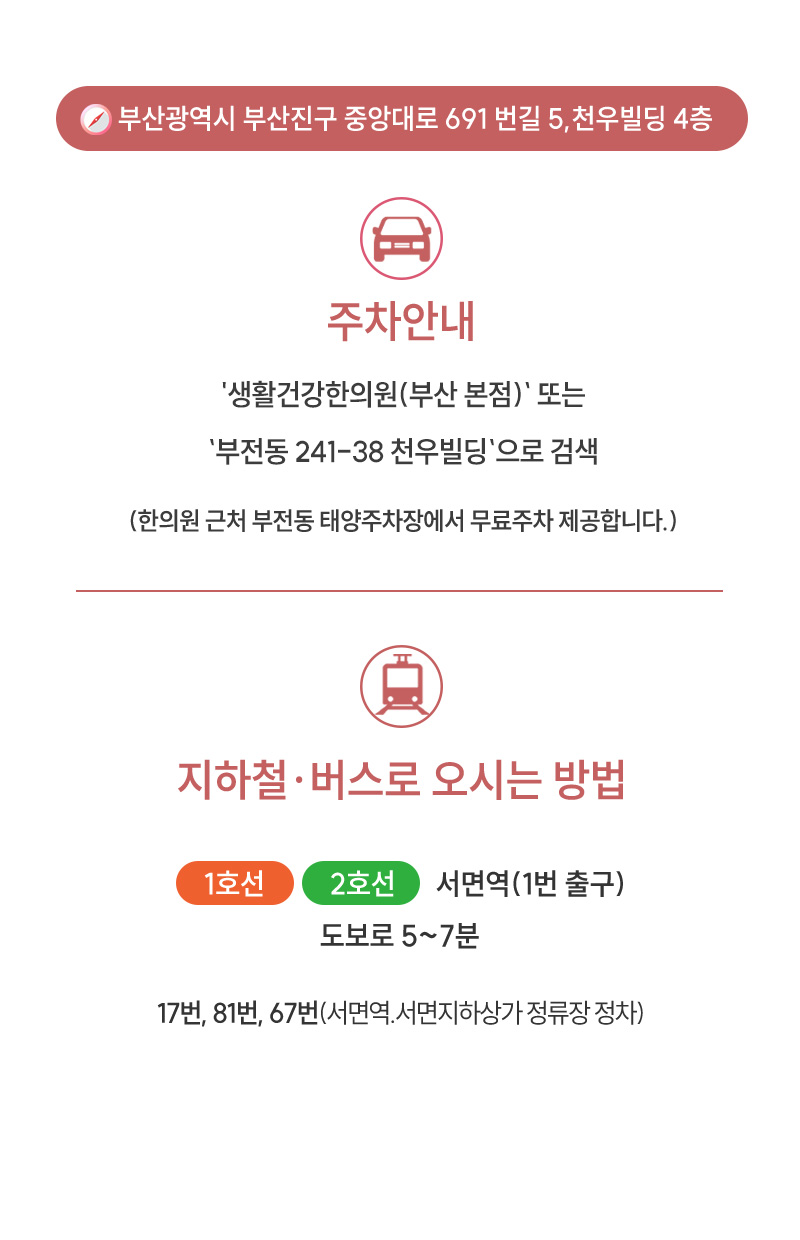 부산광역시 부산진구 중앙대로 691 번길 5,천우빌딩 4층
주차안내
'생활건강한의원(부산 본점)` 또는
`부전동 241-38 천우빌딩`으로 검색
(한의원 근처 부전동 태양주차장에서 무료주차 제공합니다.)
지하철·버스로 오시는 방법
1호선 2호선 서면역(1번 출구)
도보로 5~7분
17번, 81번, 67번(서면역.서면지하상가 정류장 정차)